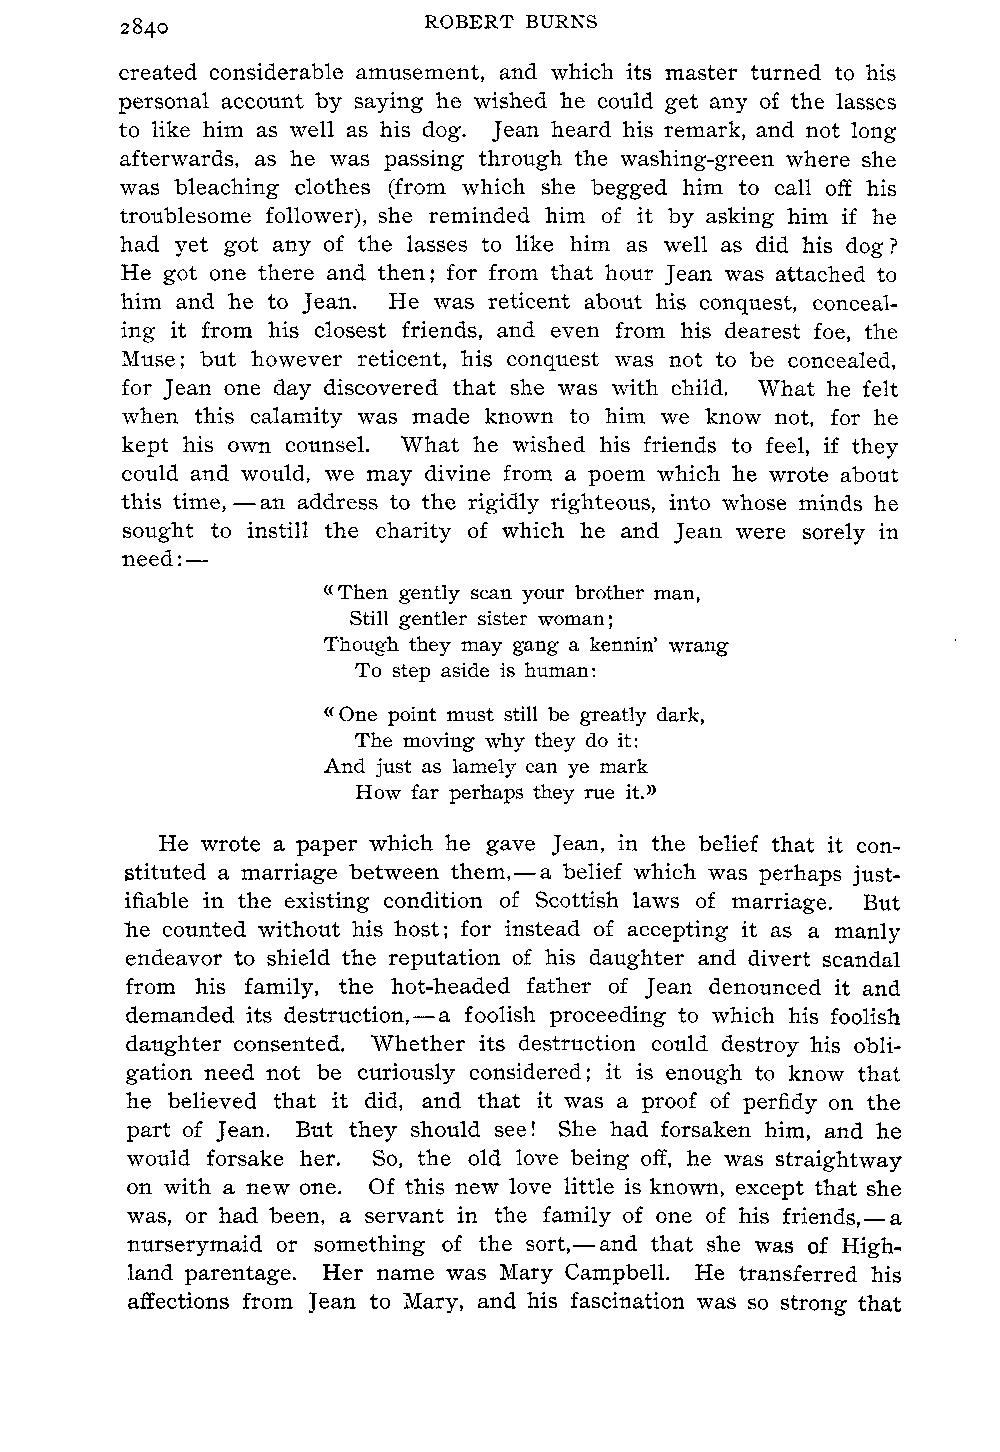 2840
ROBERT BURNS
created considerable amusement, and which its master turned to his
personal account by saying he wished he could get any of the lasses
to like him as well as his dog. Jean heard his remark, and not long
afterwards, as he was passing through the washing-green where she
was bleaching clothes (from which she begged him to call off his
troublesome follower), she reminded him of it by asking him if he
had yet got any of the lasses to like him as well as did his dog?
He got one there and then; for from that hour Jean was attached to
him and he to Jean. He was reticent about his conquest, conceal-
ing it from his closest friends, and even from his dearest foe, the
Muse; but however reticent, his conquest was not to be concealed,
for Jean one day discovered that she was with child. What he felt
when this calamity was made known to him we know not, for he
kept his own counsel. What he wished his friends to feel, if they
could and would, we may divine from a poem which he wrote about
this time,—an address to the rigidly righteous, into whose minds he
sought to instill the charity of which he and Jean were sorely in
need:—
«Then gently scan your brother man,
Still gentler sister woman;
Though they may gang a kennin' wrang
To step aside is human:
«One point must still be greatly dark,
The moving why they do it:
And just as lamely can ye mark
How far perhaps they rue it.»
He wrote a paper which he gave Jean, in the belief that it con-
stituted a marriage between them,—a belief which was perhaps just-
ifiable in the existing condition of Scottish laws of marriage. But
he counted without his host; for instead of accepting it as a manly
endeavor to shield the reputation of his daughter and divert scandal
from his family, the hot-headed father of Jean denounced it and
demanded its destruction,—a foolish proceeding to which his foolish
daughter consented. Whether its destruction could destroy his obli-
gation need not be curiously considered; it is enough to know that
he believed that it did, and that it was a proof of perfidy on the
part of Jean. But they should see! She had forsaken him, and he
would forsake her. So, the old love being off, he was straightway
on with a new one. Of this new love little is known, except that she
was, or had been, a servant in the family of one of his friends,—a
nurserymaid or something of the sort,—and that she was of High-
land parentage. Her name was Mary Campbell. He transferred his
affections from Jean to Mary, and his fascination was so strong that